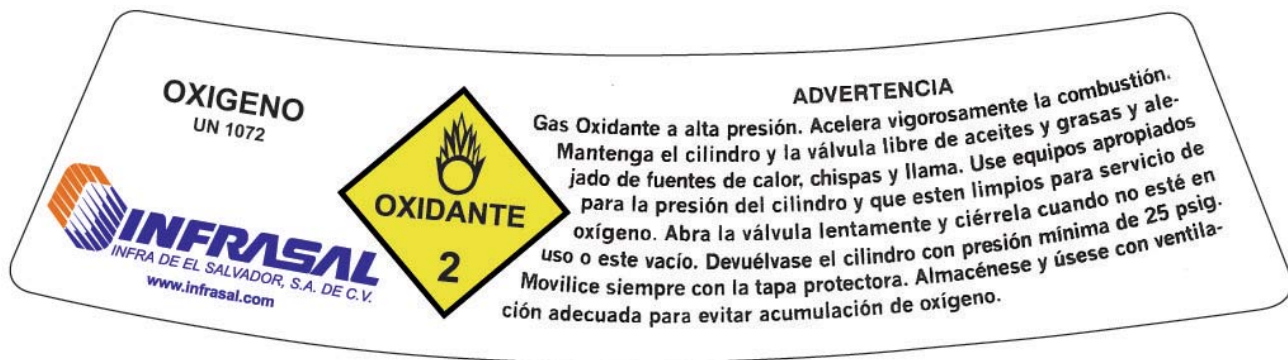 OXIGENO
UN 1072
INFRASAL
INFRA DE EL SALVADOR, S.A. DE C.V.
www.infrasal.com
OXIDANTE
2
ADVERTENCIA
Gas Oxidante a alta presión. Acelera vigorosamente la combustión.
Mantenga el cilindro y la válvula libre de aceites y grasas y ale-
jado de fuentes de calor, chispas y llama. Use equipos apropiados
para la presión del cilindro y que esten limpios para servicio de
oxígeno. Abra la válvula lentamente y ciérrela cuando no esté en
uso o este vacío. Devuélvase el cilindro con presión mínima de 25 psig.
Movilice siempre con la tapa protectora. Almacénese y úsese con ventila-
ción adecuada para evitar acumulación de oxígeno.